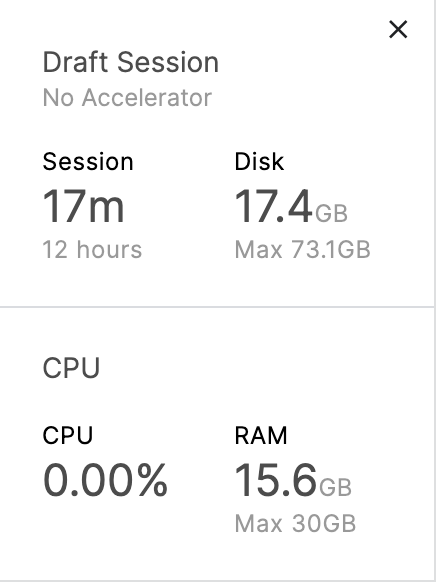 Draft Session
No Accelerator
Session
17m
12 hours
Disk
17.4GB
Max 73.1GB
CPU
CPU
0.00%
RAM
15.6GB
Max 30GB